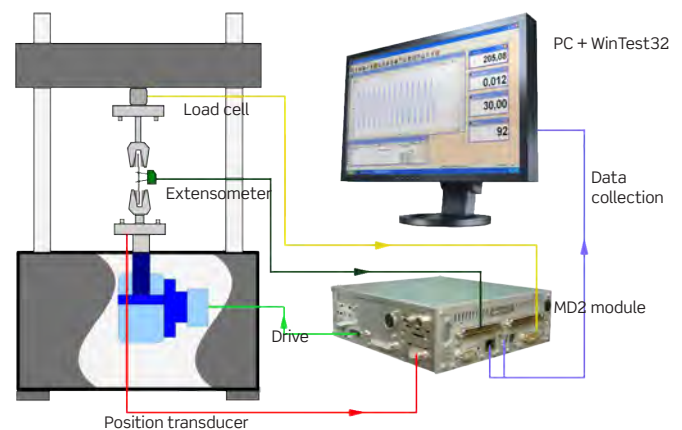 PC + WinTest32
205,08
0,012
30,00
92
Load cell
Extensometer
Data
collection
MD2 module
Drive
Position transducer